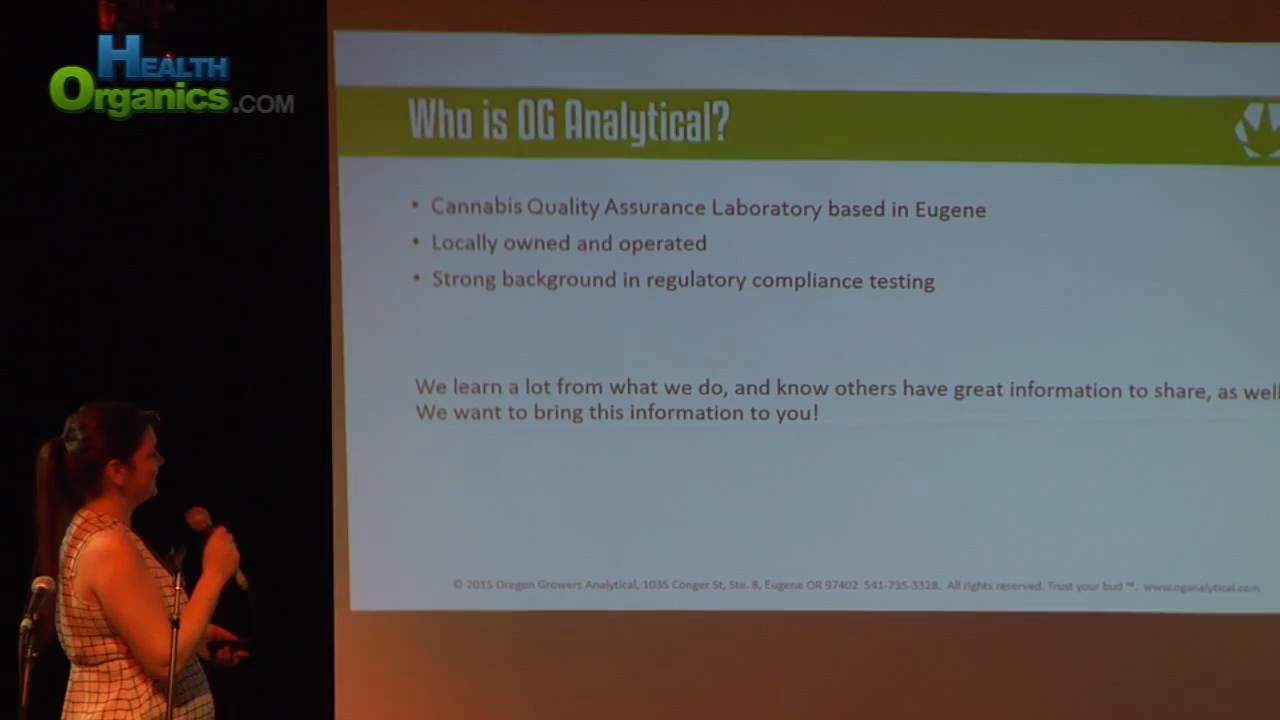 Health
Organics.com
Who is OG Analytical?
• Cannabis Quality Assurance Laboratory based in Eugene
• Locally owned and operated
• Strong background in regulatory compliance testing
We learn a lot from what we do, and know others have great information to share, as well
We want to bring this information to you!
© 2015 Oregon Growers Analytical, 1035 Conger St, Ste. 8, Eugene OR 97402 541-735-3328. All rights reserved. Trust your bud ™. www.oganalytical.com